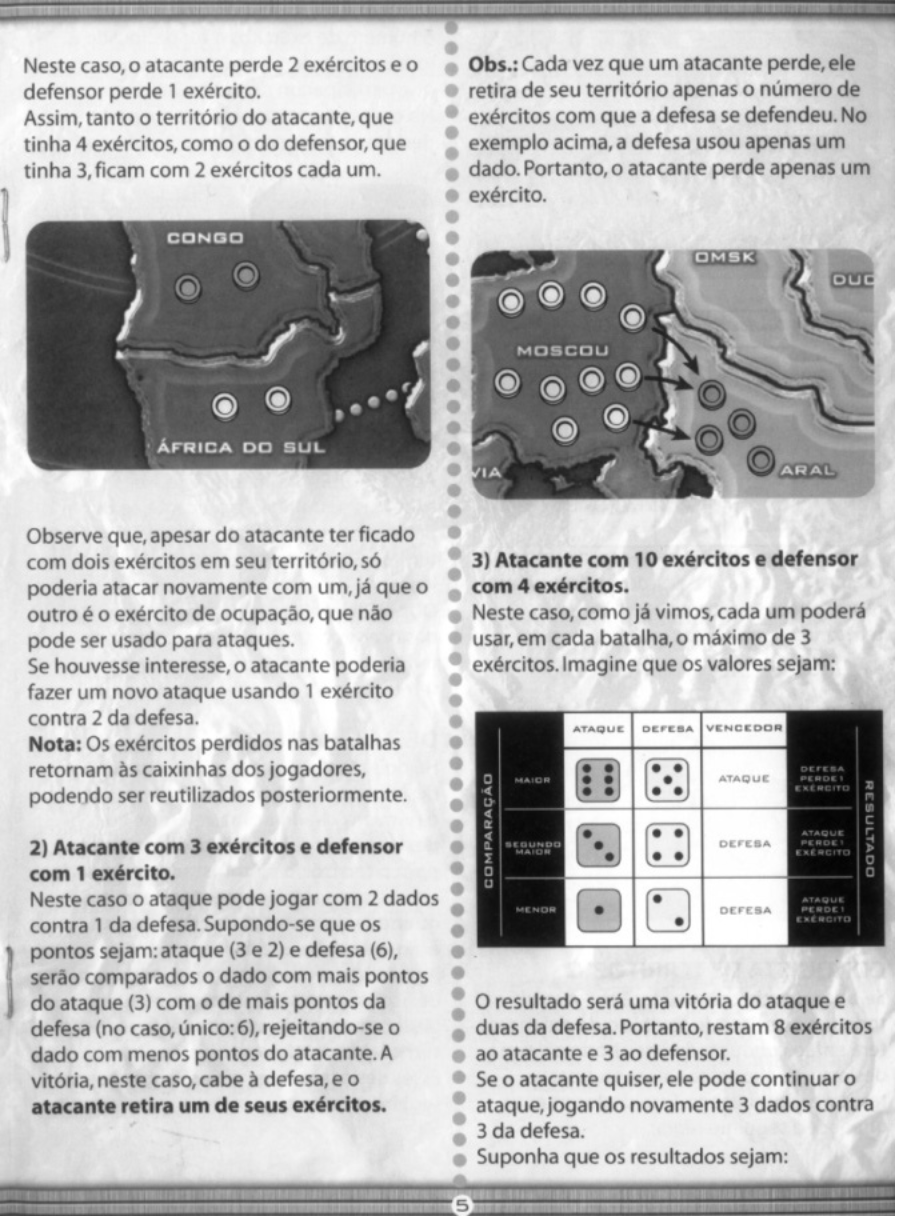 Neste caso, o atacante perde 2 exércitos e o
defensor perde 1 exército.
Assim, tanto o território do atacante, que
tinha 4 exércitos, como o do defensor, que
tinha 3, ficam com 2 exércitos cada um.
CONGO
ÁFRICA DO SUL
Observe que, apesar do atacante ter ficado
com dois exércitos em seu território, só
poderia atacar novamente com um, já que o
outro é o exército de ocupação, que não
pode ser usado para ataques.
Se houvesse interesse, o atacante poderia
fazer um novo ataque usando 1 exército
contra 2 da defesa.
Nota: Os exércitos perdidos nas batalhas
retornam às caixinhas dos jogadores,
podendo ser reutilizados posteriormente.
2) Atacante com 3 exércitos e defensor
com 1 exército.
Neste caso o ataque pode jogar com 2 dados
contra 1 da defesa. Supondo-se que os
pontos sejam: ataque (3 e 2) e defesa (6),
serão comparados o dado com mais pontos
do ataque (3) com o de mais pontos da
defesa (no caso, único: 6), rejeitando-se o
dado com menos pontos do atacante. A
vitória, neste caso, cabe à defesa, e o
atacante retira um de seus exércitos.
Obs.: Cada vez que um atacante perde, ele
retira de seu território apenas o número de
exércitos com que a defesa se defendeu. No
exemplo acima, a defesa usou apenas um
dado. Portanto, o atacante perde apenas um
exército.
OMSK
DUD
MOSCOU
VIA
ARAL
3) Atacante com 10 exércitos e defensor
com 4 exércitos.
Neste caso, como já vimos, cada um poderá
usar, em cada batalha, o máximo de 3
exércitos. Imagine que os valores sejam:
ATAQUE DEFESA VENCEDOR
COMPARAÇÃO
MAIOR ATAQUE DEFESA
PERDE 1
EXÉRCITO
SEGUNDO
MAIOR DEFESA ATAQUE
PERDE 1
EXÉRCITO
MENOR DEFESA ATAQUE
PERDE 1
EXÉRCITO
RESULTADO
O resultado será uma vitória do ataque e
duas da defesa. Portanto, restam 8 exércitos
ao atacante e 3 ao defensor.
Se o atacante quiser, ele pode continuar o
ataque, jogando novamente 3 dados contra
3 da defesa.
Suponha que os resultados sejam:
5